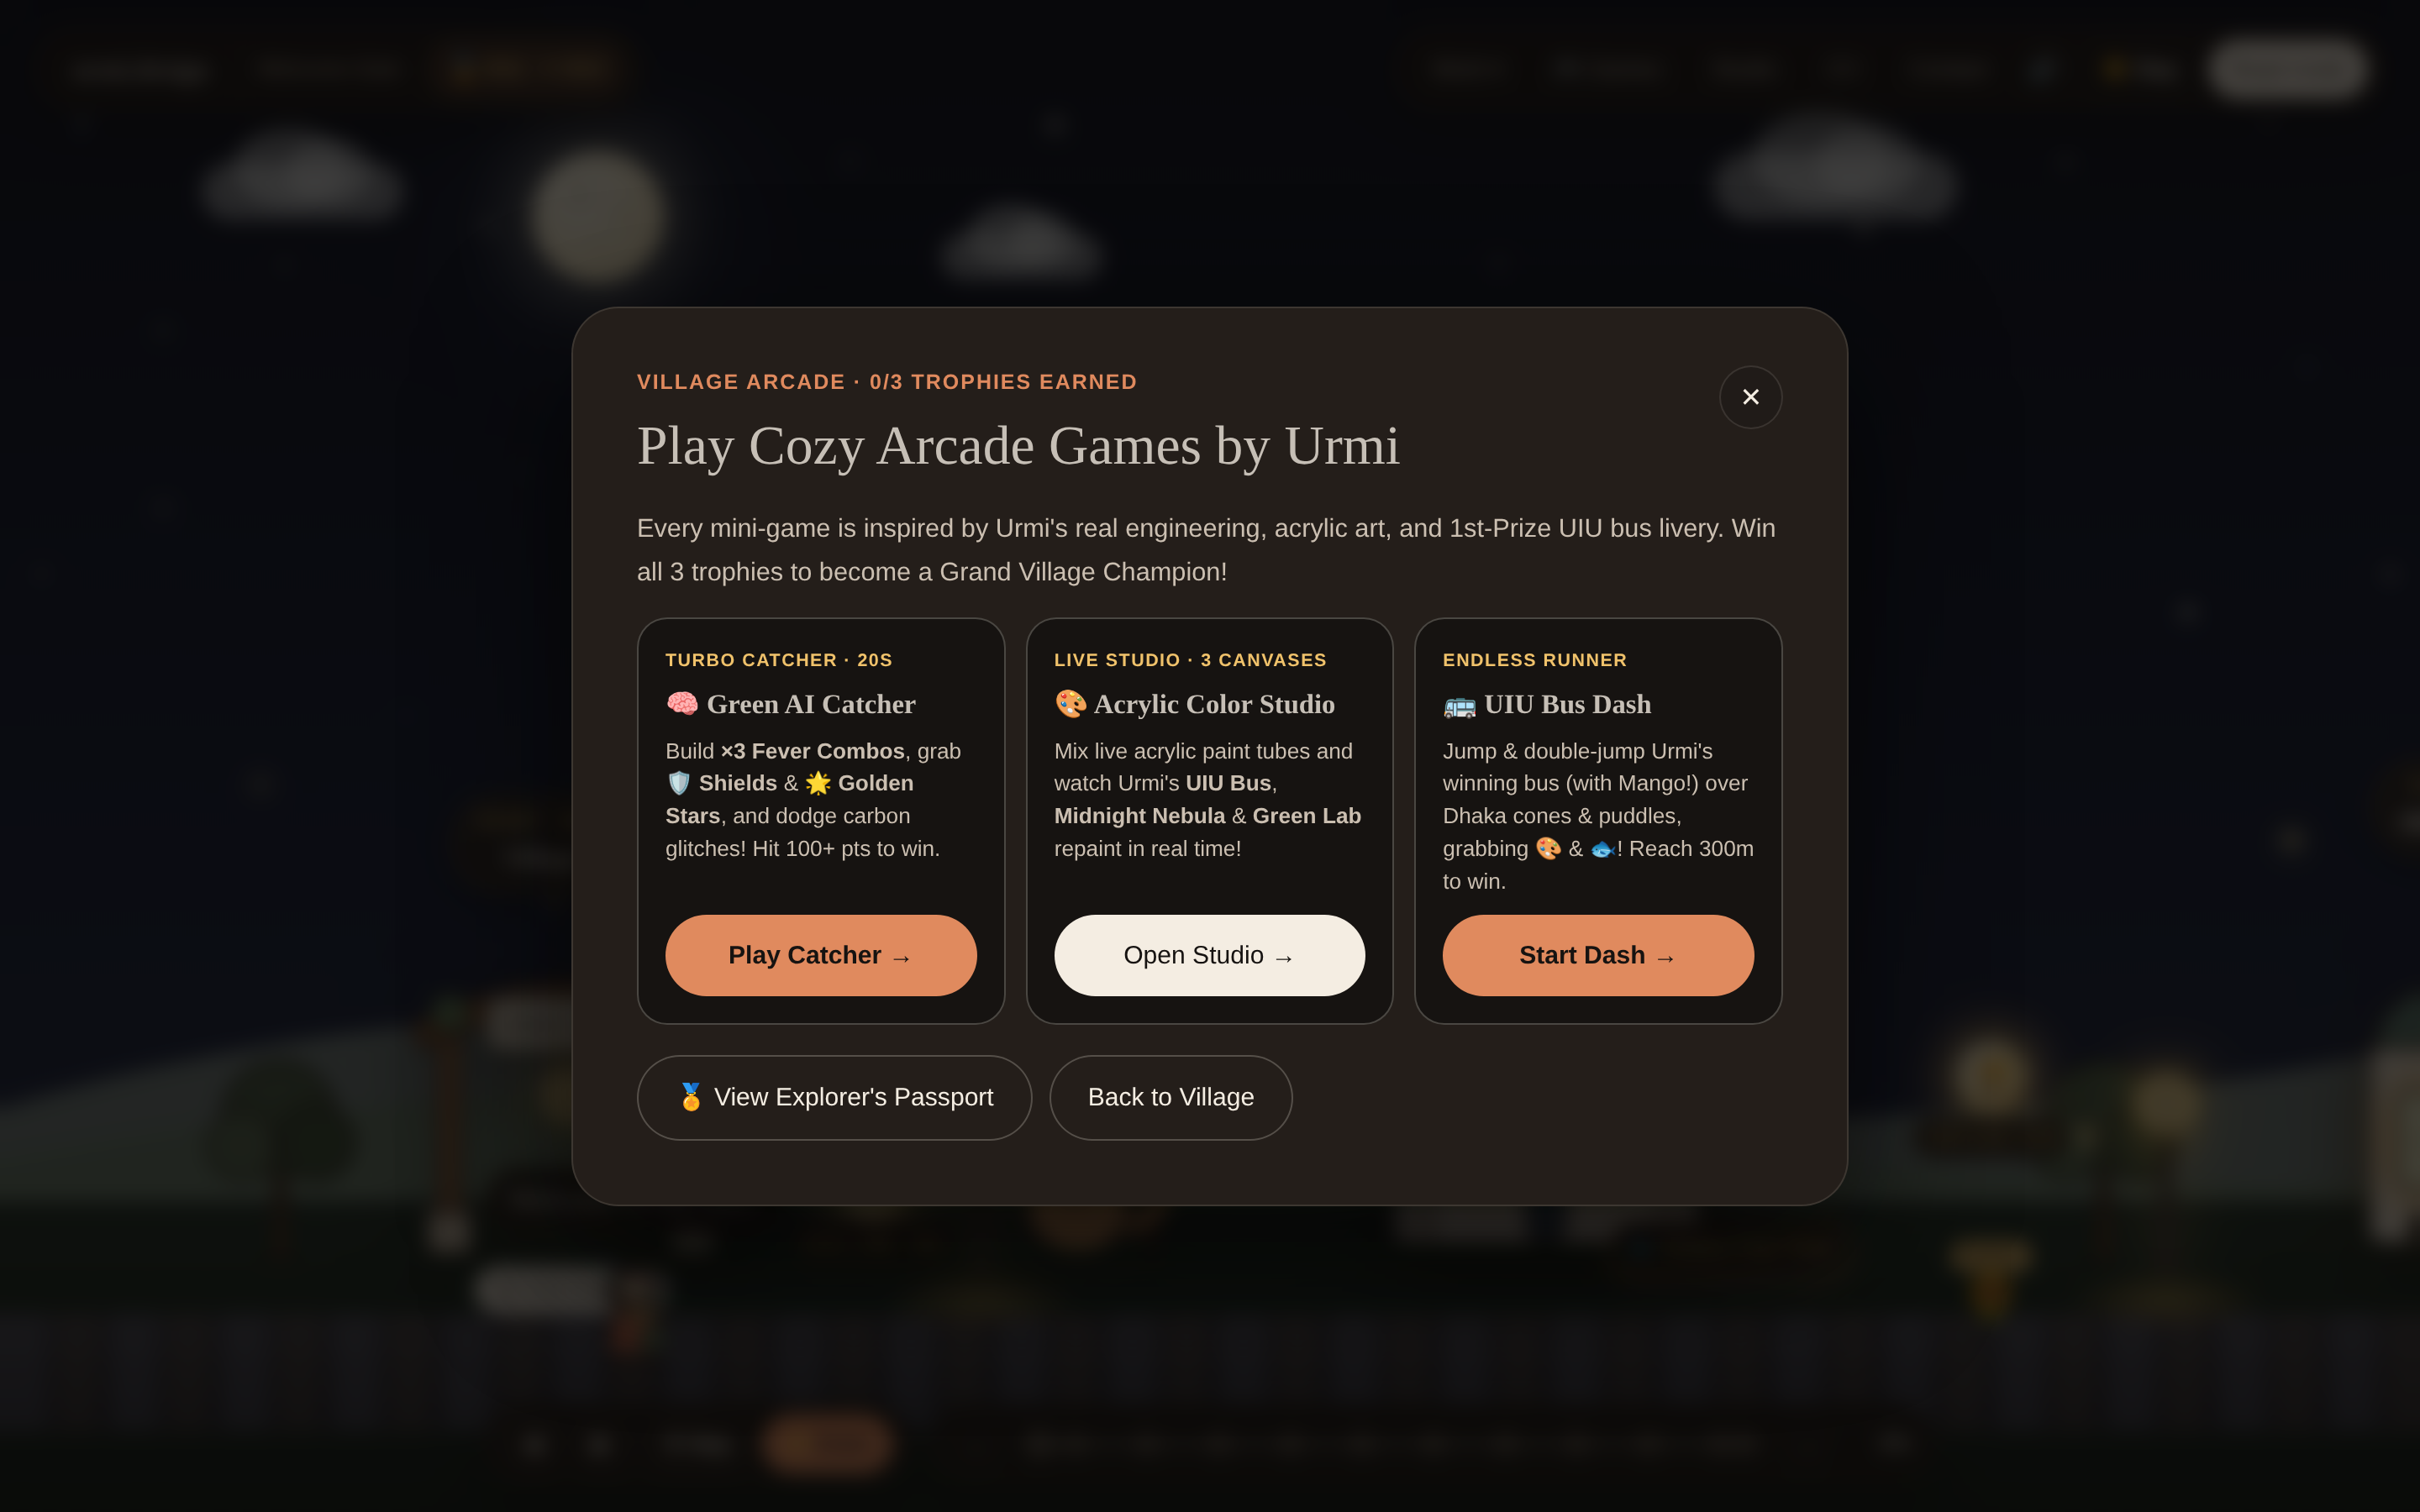 VILLAGE ARCADE · 0/3 TROPHIES EARNED
✕
Play Cozy Arcade Games by Urmi
Every mini-game is inspired by Urmi's real engineering, acrylic art, and 1st-Prize UIU bus livery. Win
all 3 trophies to become a Grand Village Champion!
TURBO CATCHER · 20S
🧠 Green AI Catcher
Build ×3 Fever Combos, grab
🛡️ Shields & 🌟 Golden
Stars, and dodge carbon
glitches! Hit 100+ pts to win.
Play Catcher →
LIVE STUDIO · 3 CANVASES
🎨 Acrylic Color Studio
Mix live acrylic paint tubes and
watch Urmi's UIU Bus,
Midnight Nebula & Green Lab
repaint in real time!
Open Studio →
ENDLESS RUNNER
🚌 UIU Bus Dash
Jump & double-jump Urmi's
winning bus (with Mango!) over
Dhaka cones & puddles,
grabbing 🎨 & 🐟! Reach 300m
to win.
Start Dash →
🏅 View Explorer's Passport
Back to Village